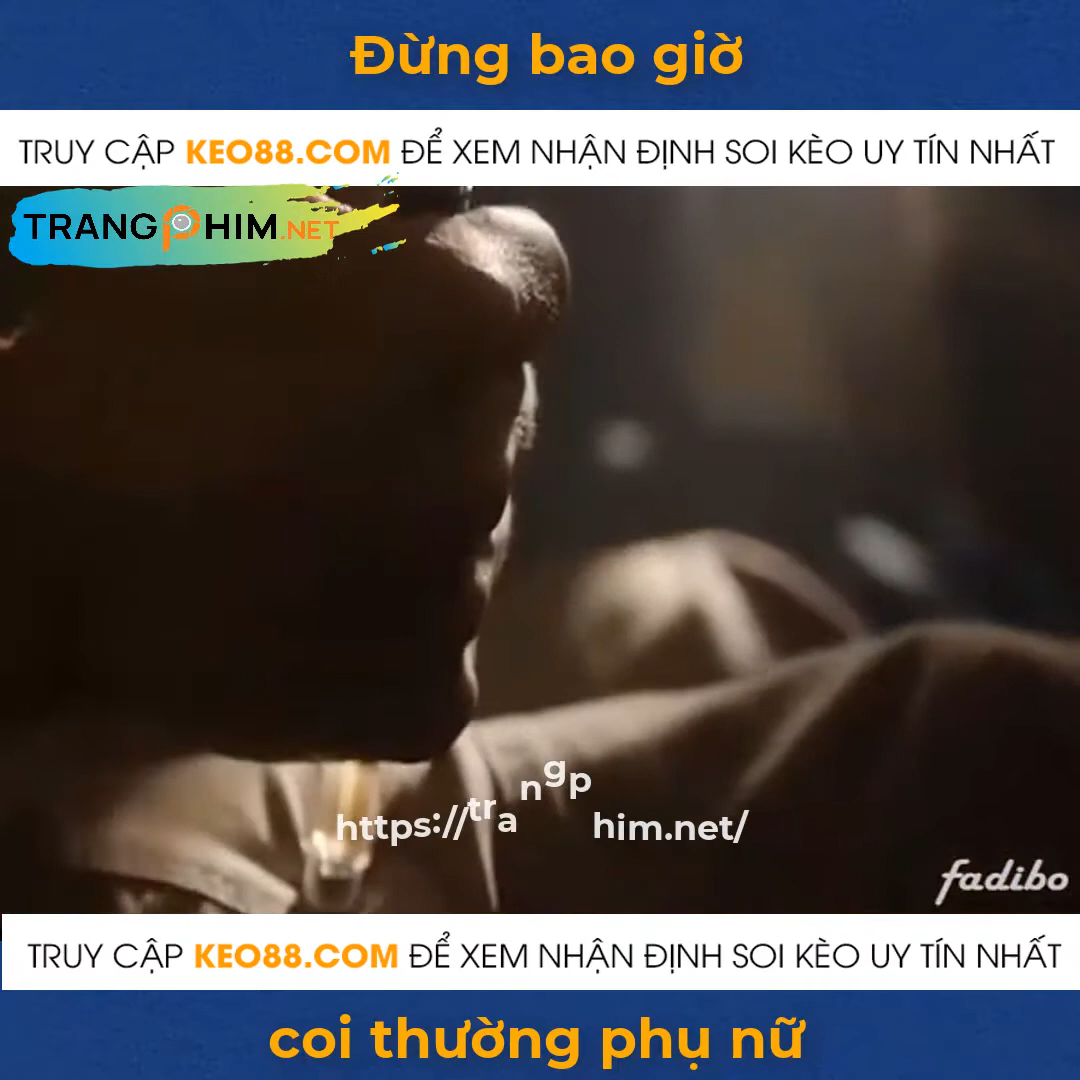 Đừng bao giờ
TRUY CẬP KEO88.COM ĐỂ XEM NHẬN ĐỊNH SOI KÈO UY TÍN NHẤT
TRANGPHIM.NET
https://trangphim.net/
fadibo
TRUY CẬP KEO88.COM ĐỂ XEM NHẬN ĐỊNH SOI KÈO UY TÍN NHẤT
coi thường phụ nữ